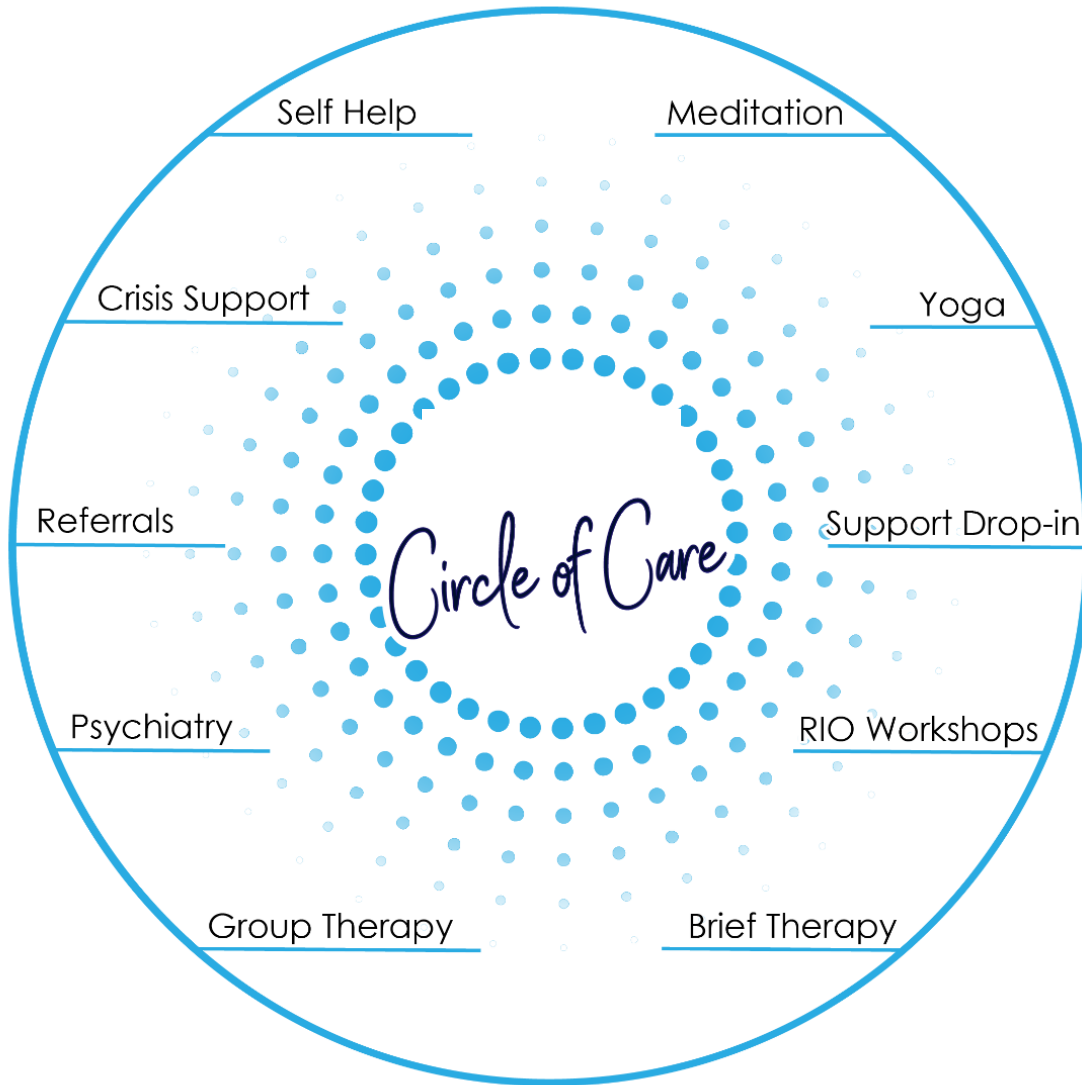 Self Help
Meditation
Crisis Support
Yoga
Referrals
Support Drop-in
Circle of Care
Psychiatry
RIO Workshops
Group Therapy
Brief Therapy